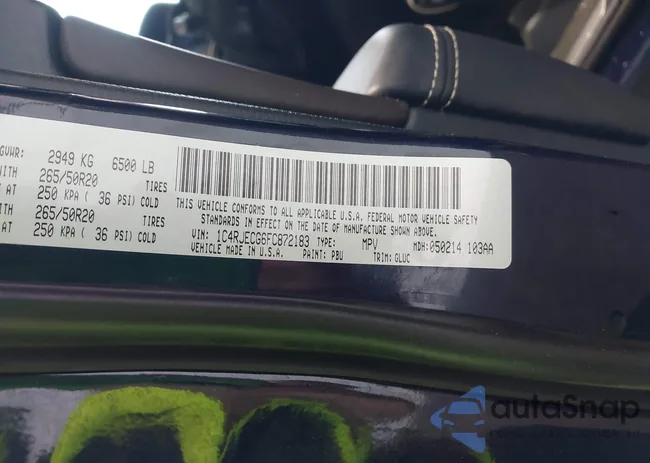 GVWR: 2949 KG 6500 LB
WITH 265/50R20 TIRES
AT 250 KPA ( 36 PSI) COLD
WITH 265/50R20 TIRES
AT 250 KPA ( 36 PSI) COLD
THIS VEHICLE CONFORMS TO ALL APPLICABLE U.S.A. FEDERAL MOTOR VEHICLE SAFETY
STANDARDS IN EFFECT ON THE DATE OF MANUFACTURE SHOWN ABOVE.
VIN: 1C4RJECG6FC872183 TYPE: MPV MDH: 050214 103AA
VEHICLE MADE IN U.S.A. PAINT: PBU TRIM: GLUC
autaSnap